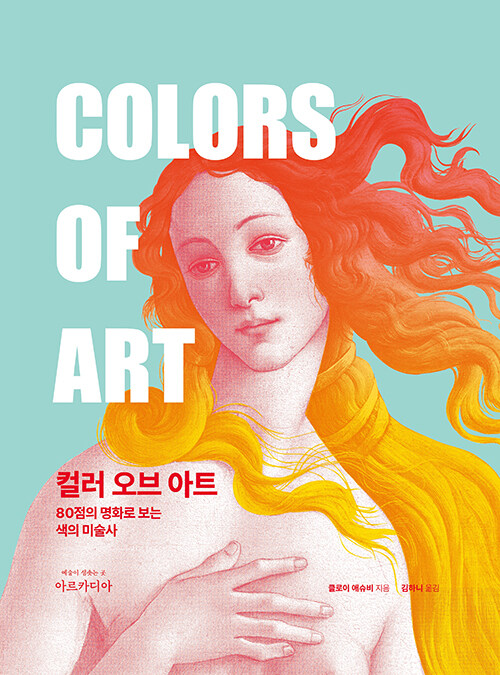 COLORS
OF
ART
컬러 오브 아트
80점의 명화로 보는
색의 미술사
예술이 샘솟는 곳
아르카디아
클로이 애슈비 지음 김하니 옮김